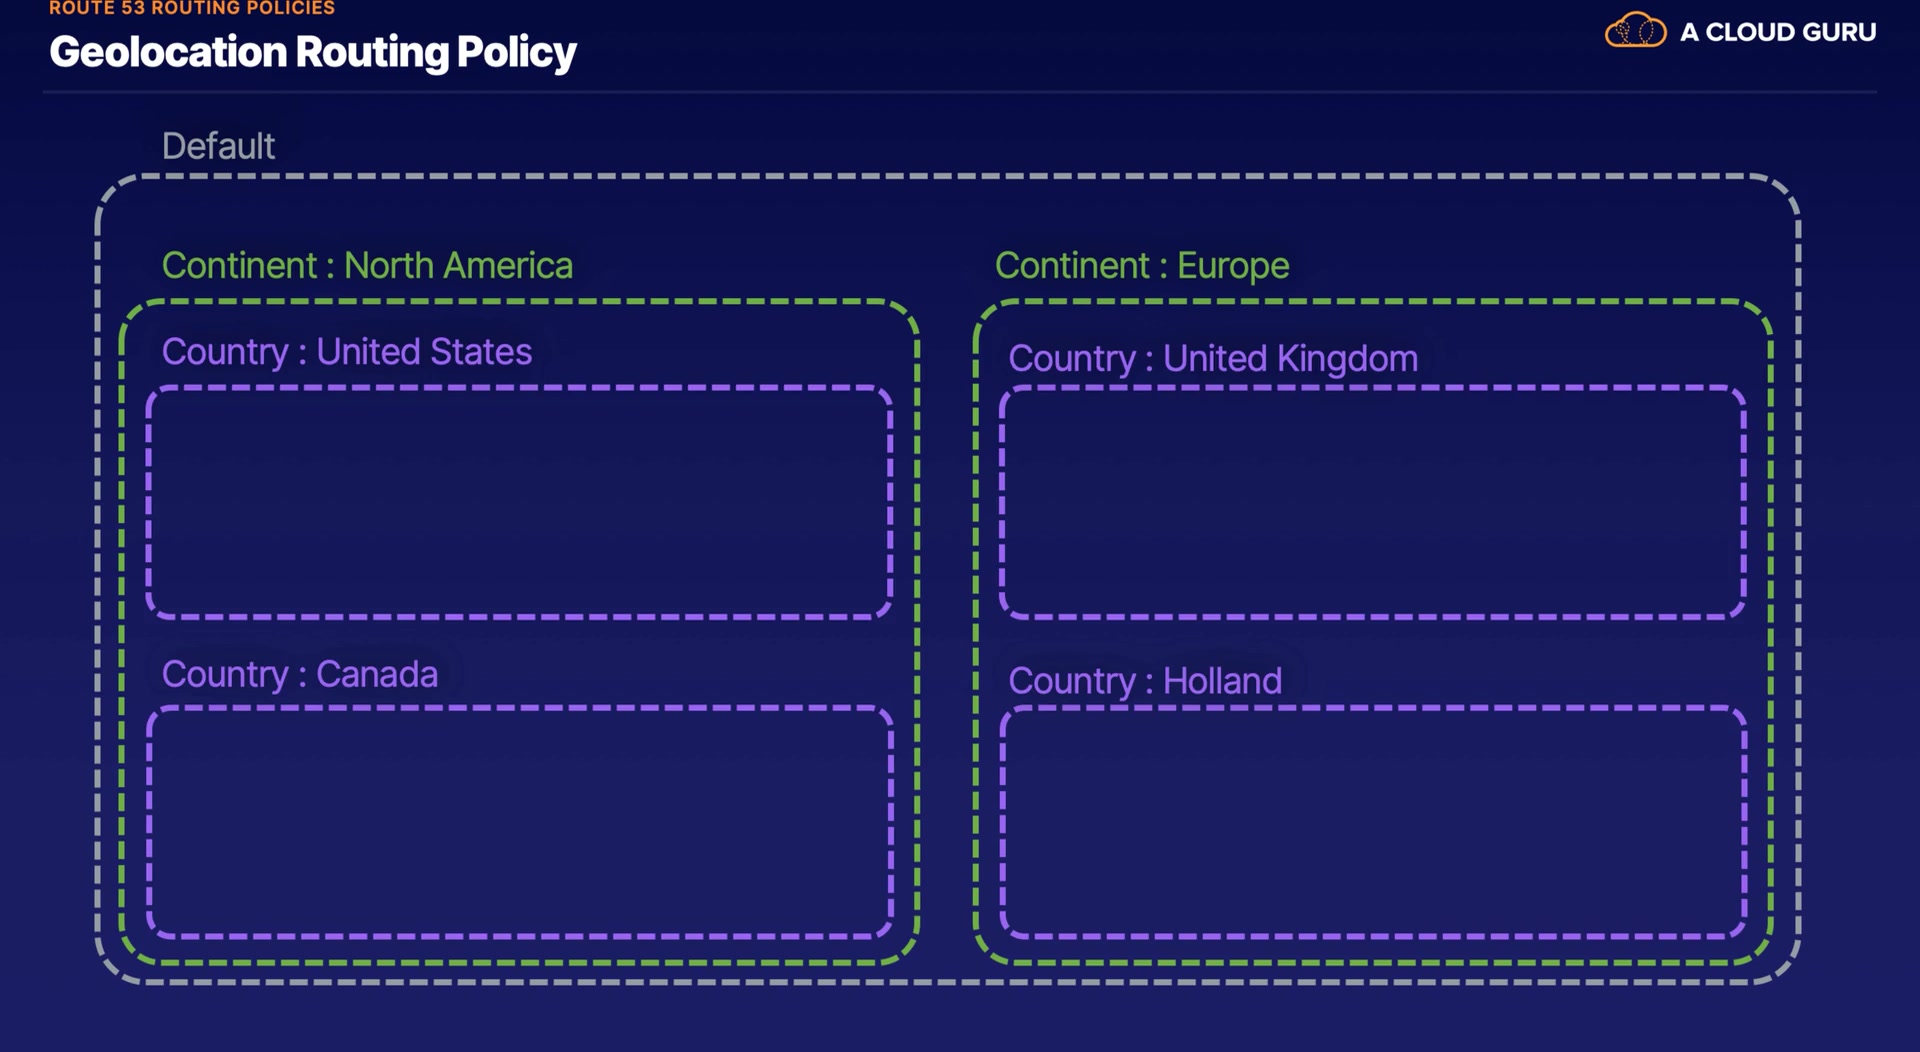 ROUTE 53 ROUTING POLICIES
Geolocation Routing Policy
A CLOUD GURU
Default
Continent : North America
Country : United States
Country : Canada
Continent : Europe
Country : United Kingdom
Country : Holland